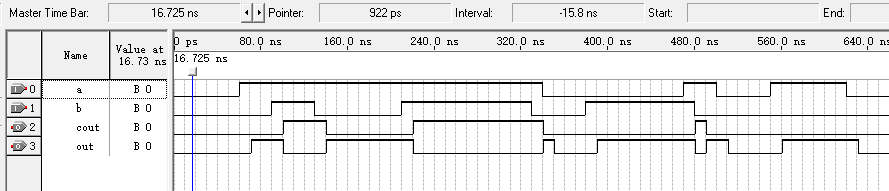 Master Time Bar: 16.725 ns Pointer: 922 ps Interval: -15.8 ns Start: End:
Name Value at 16.73 ns
0 ps 80.0 ns 160.0 ns 240.0 ns 320.0 ns 400.0 ns 480.0 ns 560.0 ns 640.0 ns
16.725 ns
0 a B 0
1 b B 0
2 cout B 0
3 out B 0